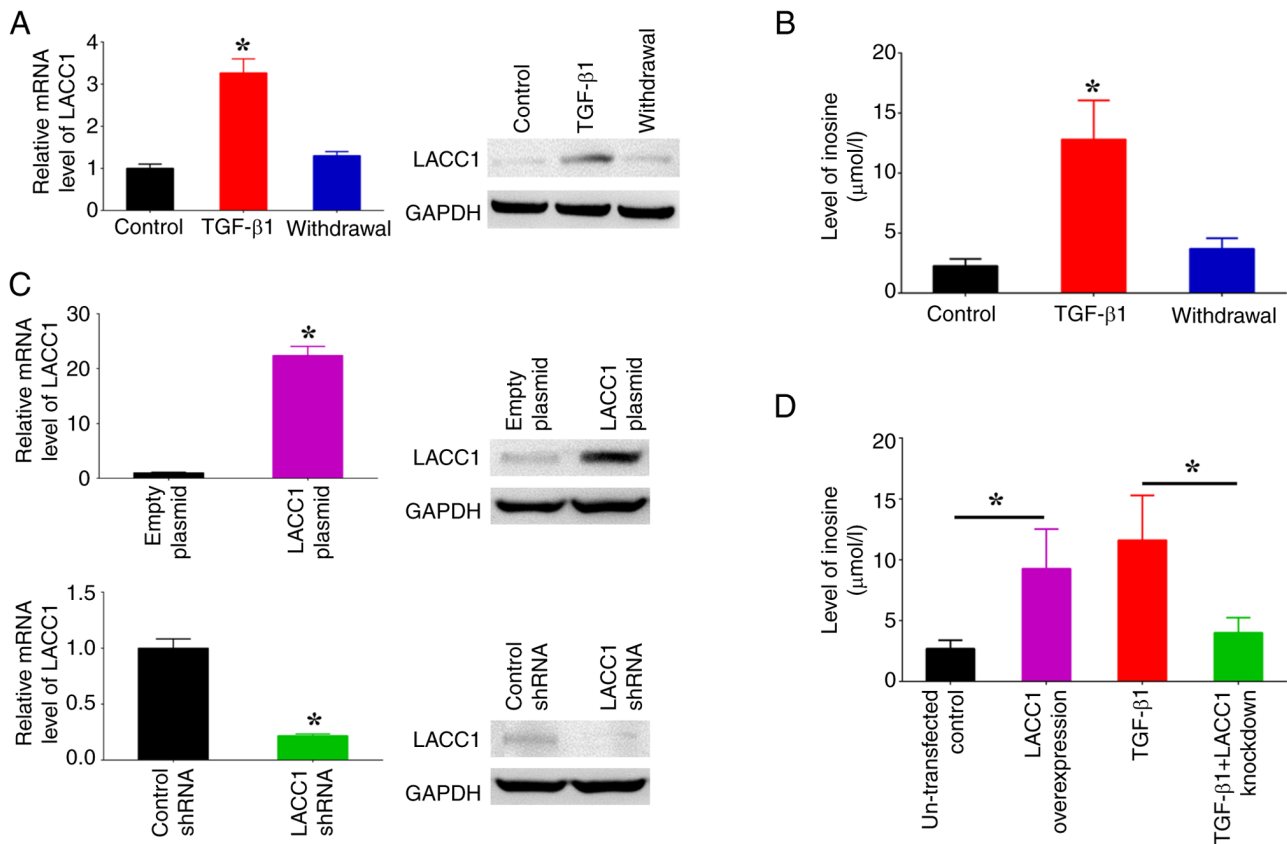 A
Relative mRNA
level of LACC1
4
3
2
1
0
*
Control
TGF-β1
Withdrawal
Control
TGF-β1
Withdrawal
LACC1
GAPDH
B
Level of inosine
(μmol/l)
20
15
10
5
0
*
Control
TGF-β1
Withdrawal
C
Relative mRNA
level of LACC1
30
20
10
0
*
Empty
plasmid
LACC1
plasmid
Empty
plasmid
LACC1
plasmid
LACC1
GAPDH
Relative mRNA
level of LACC1
1.5
1.0
0.5
0.0
*
Control
shRNA
LACC1
shRNA
Control
shRNA
LACC1
shRNA
LACC1
GAPDH
D
Level of inosine
(μmol/l)
20
15
10
5
0
*
*
Un-transfected
control
LACC1
overexpression
TGF-β1
TGF-β1+LACC1
knockdown